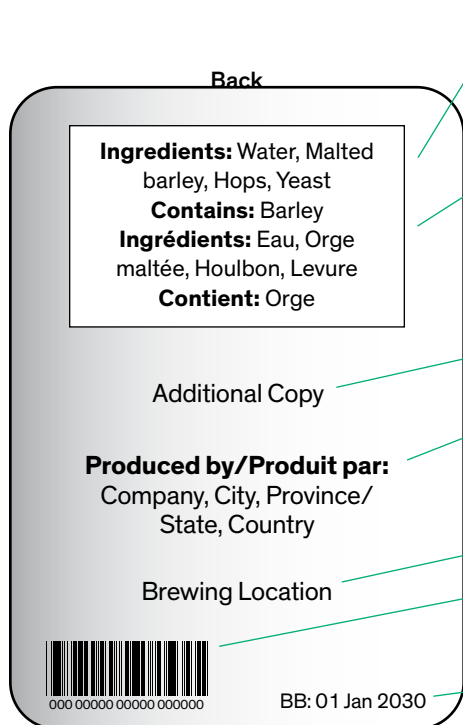 Back
Ingredients: Water, Malted
barley, Hops, Yeast
Contains: Barley
Ingrédients: Eau, Orge
maltée, Houlbon, Levure
Contient: Orge
Additional Copy
Produced by/Produit par:
Company, City, Province/
State, Country
Brewing Location
000 00000 00000 000000
BB: 01 Jan 2030